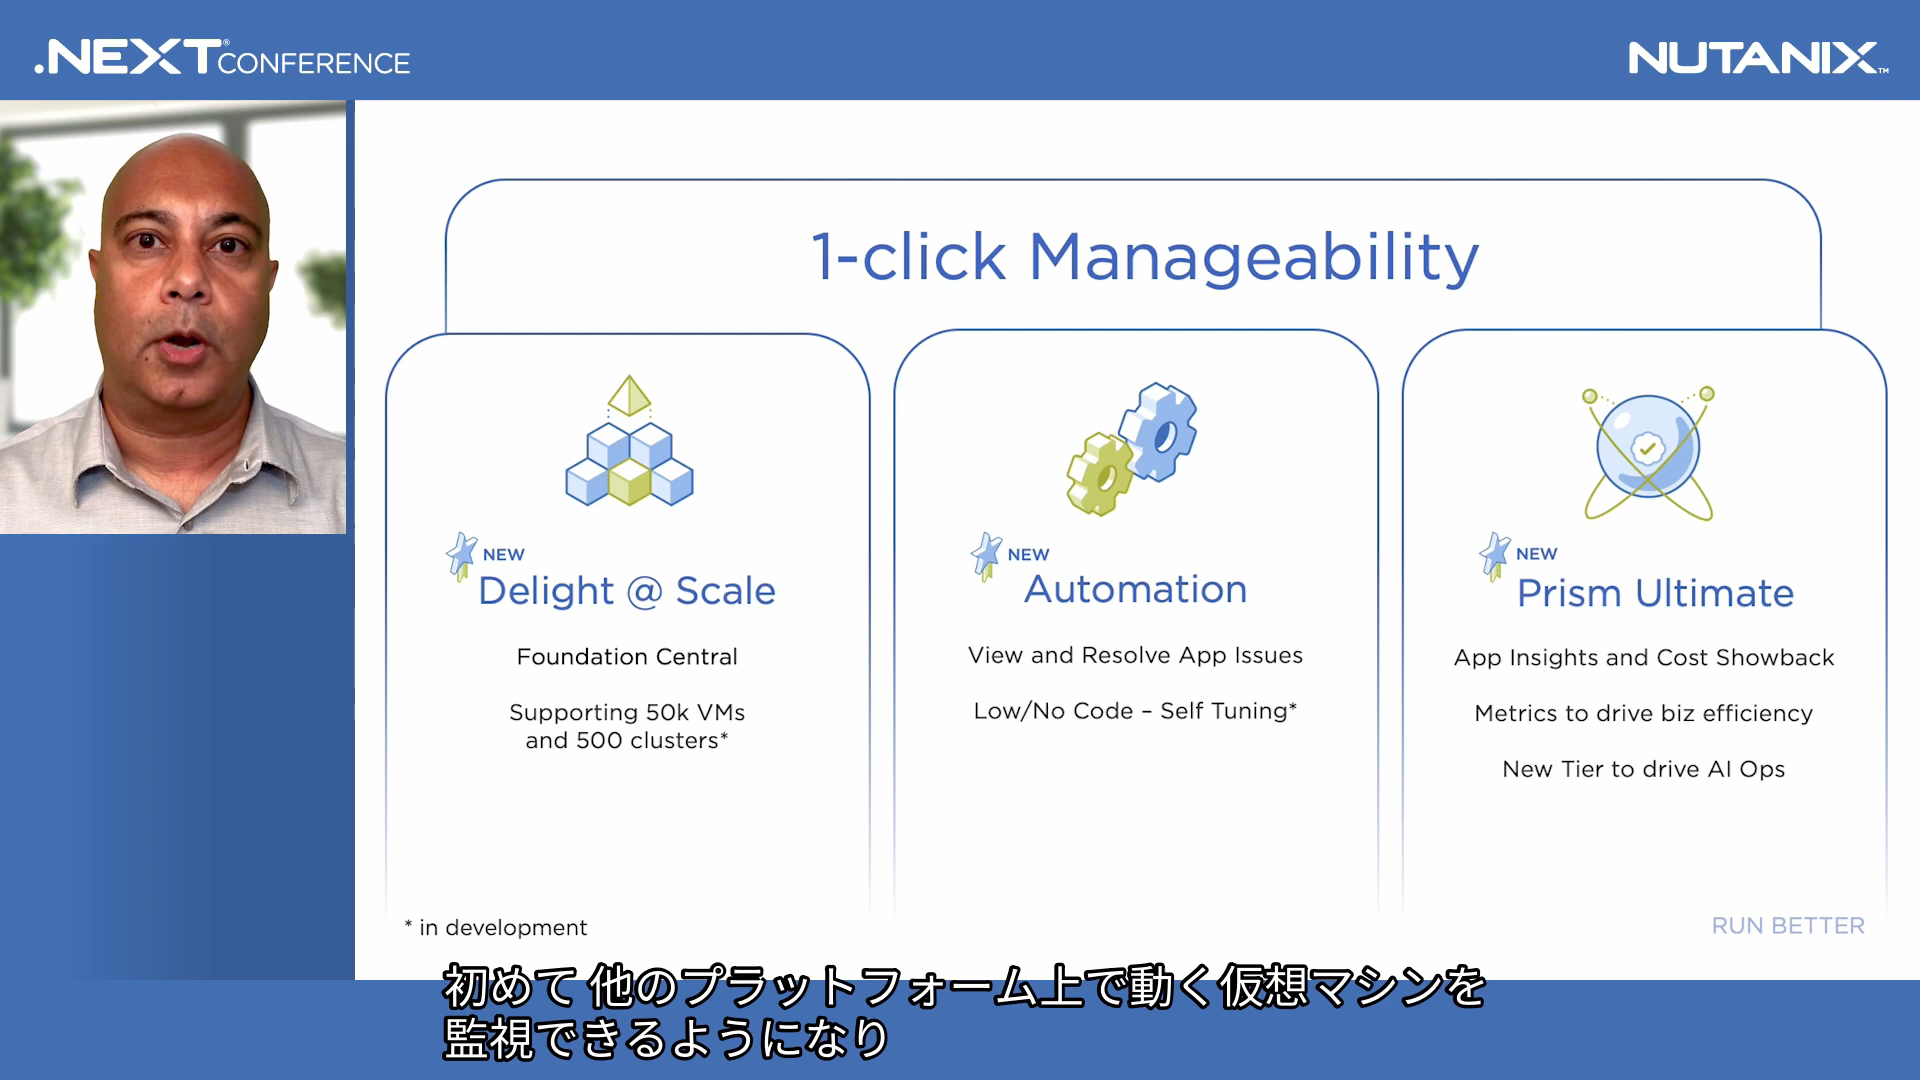 .NEXT® CONFERENCE
NUTANIX™
1-click Manageability
NEW
Delight @ Scale
Foundation Central
Supporting 50k VMs
and 500 clusters*
NEW
Automation
View and Resolve App Issues
Low/No Code – Self Tuning*
NEW
Prism Ultimate
App Insights and Cost Showback
Metrics to drive biz efficiency
New Tier to drive AI Ops
* in development
RUN BETTER
初めて 他のプラットフォーム上で動く仮想マシンを
監視できるようになり